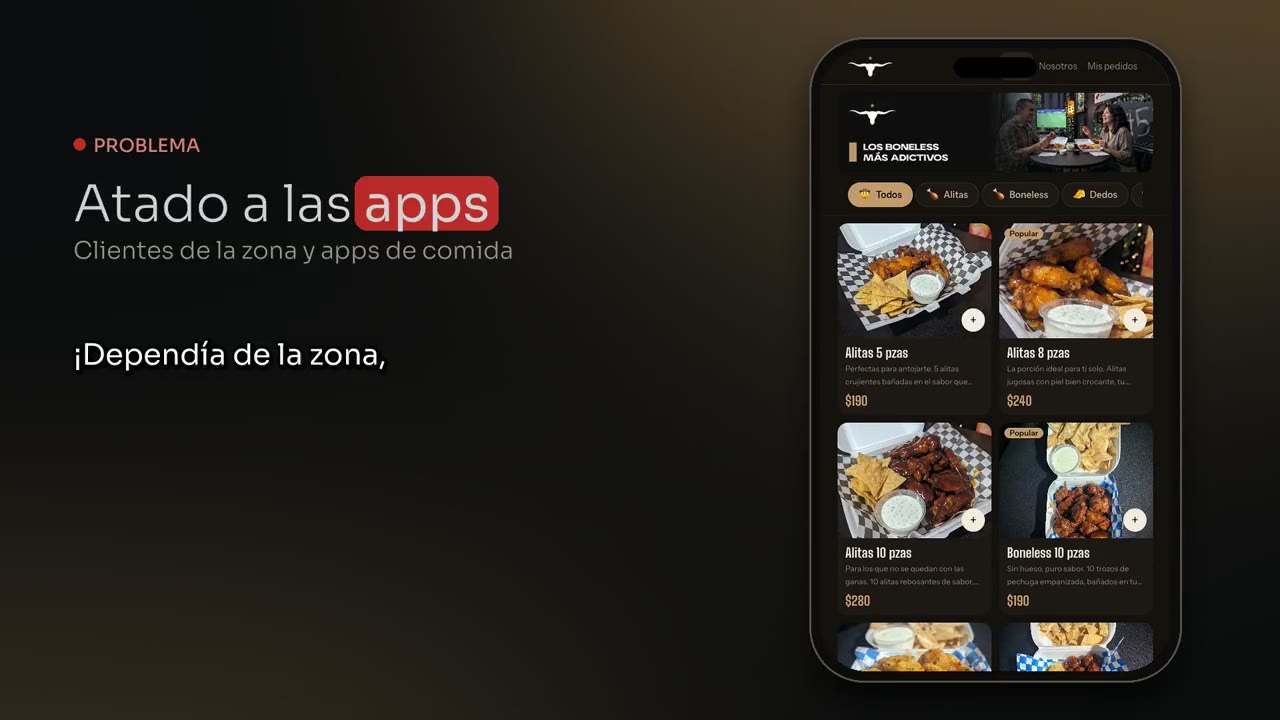 PROBLEMA
Atado a las apps
Clientes de la zona y apps de comida
¡Dependía de la zona,
Nosotros Mis pedidos
LOS BONELESS
MÁS ADICTIVOS
Todos Alitas Boneless Dedos
Popular
Alitas 5 pzas
Perfectas para antojarte. 5 alitas
crujientes bañadas en el sabor que...
$190
Alitas 8 pzas
La porción ideal para ti solo. Alitas
jugosas con piel bien crocante, tu...
$240
Popular
Alitas 10 pzas
Para los que no se quedan con las
ganas. 10 alitas rebosantes de sabor,...
$280
Boneless 10 pzas
Sin hueso, puro sabor. 10 trozos de
pechuga empanizada, bañados en tu...
$190